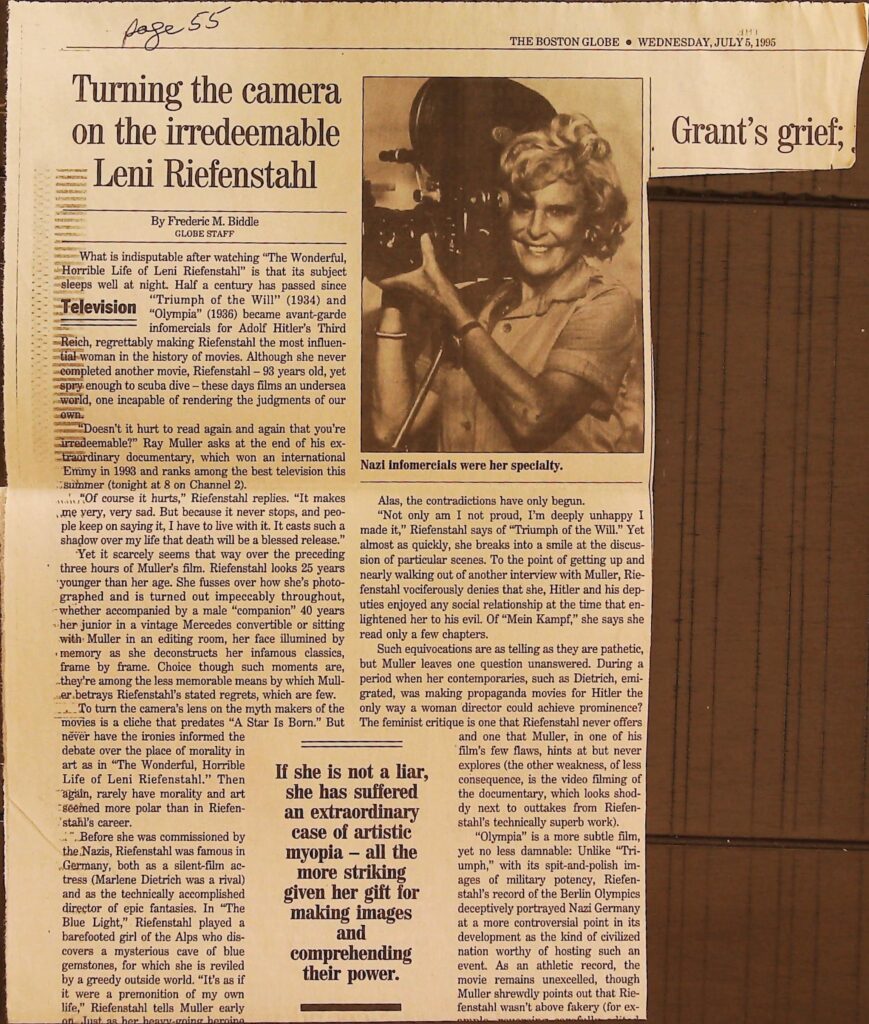 page 55
THE BOSTON GLOBE • WEDNESDAY, JULY 5, 1995
Turning the camera
on the irredeemable
Leni Riefenstahl
By Frederic M. Biddle
GLOBE STAFF
What is indisputable after watching “The Wonderful,
Horrible Life of Leni Riefenstahl” is that its subject
sleeps well at night. Half a century has passed since
Television
“Triumph of the Will” (1934) and
“Olympia” (1936) became avant-garde
infomercials for Adolf Hitler’s Third
Reich, regrettably making Riefenstahl the most influen-
tial woman in the history of movies. Although she never
completed another movie, Riefenstahl – 93 years old, yet
spry enough to scuba dive – these days films an undersea
world, one incapable of rendering the judgments of our
own.
“Doesn’t it hurt to read again and again that you’re
irredeemable?” Ray Muller asks at the end of his ex-
traordinary documentary, which won an international
Emmy in 1993 and ranks among the best television this
summer (tonight at 8 on Channel 2).
“Of course it hurts,” Riefenstahl replies. “It makes
me very, very sad. But because it never stops, and peo-
ple keep on saying it, I have to live with it. It casts such a
shadow over my life that death will be a blessed release.”
Yet it scarcely seems that way over the preceding
three hours of Muller’s film. Riefenstahl looks 25 years
younger than her age. She fusses over how she’s photo-
graphed and is turned out impeccably throughout,
whether accompanied by a male “companion” 40 years
her junior in a vintage Mercedes convertible or sitting
with Muller in an editing room, her face illumined by
memory as she deconstructs her infamous classics,
frame by frame. Choice though such moments are,
they’re among the less memorable means by which Mull-
er betrays Riefenstahl’s stated regrets, which are few.
To turn the camera’s lens on the myth makers of the
movies is a cliche that predates “A Star Is Born.” But
never have the ironies informed the
debate over the place of morality in
art as in “The Wonderful, Horrible
Life of Leni Riefenstahl.” Then
again, rarely have morality and art
seemed more polar than in Riefen-
stahl’s career.
Before she was commissioned by
the Nazis, Riefenstahl was famous in
Germany, both as a silent-film ac-
tress (Marlene Dietrich was a rival)
and as the technically accomplished
director of epic fantasies. In “The
Blue Light,” Riefenstahl played a
barefooted girl of the Alps who dis-
covers a mysterious cave of blue
gemstones, for which she is reviled
by a greedy outside world. “It’s as if
it were a premonition of my own
life,” Riefenstahl tells Muller early
on. Just as her heavy-going heroine
If she is not a liar,
she has suffered
an extraordinary
case of artistic
myopia – all the
more striking
given her gift for
making images
and
comprehending
their power.
Nazi infomercials were her specialty.
Alas, the contradictions have only begun.
“Not only am I not proud, I’m deeply unhappy I
made it,” Riefenstahl says of “Triumph of the Will.” Yet
almost as quickly, she breaks into a smile at the discus-
sion of particular scenes. To the point of getting up and
nearly walking out of another interview with Muller, Rie-
fenstahl vociferously denies that she, Hitler and his dep-
uties enjoyed any social relationship at the time that en-
lightened her to his evil. Of “Mein Kampf,” she says she
read only a few chapters.
Such equivocations are as telling as they are pathetic,
but Muller leaves one question unanswered. During a
period when her contemporaries, such as Dietrich, emi-
grated, was making propaganda movies for Hitler the
only way a woman director could achieve prominence?
The feminist critique is one that Riefenstahl never offers
and one that Muller, in one of his
film’s few flaws, hints at but never
explores (the other weakness, of less
consequence, is the video filming of
the documentary, which looks shod-
dy next to outtakes from Riefen-
stahl’s technically superb work).
“Olympia” is a more subtle film,
yet no less damnable: Unlike “Tri-
umph,” with its spit-and-polish im-
ages of military potency, Riefen-
stahl’s record of the Berlin Olympics
deceptively portrayed Nazi Germany
at a more controversial point in its
development as the kind of civilized
nation worthy of hosting such an
event. As an athletic record, the
movie remains unexcelled, though
Muller shrewdly points out that Rie-
fenstahl wasn’t above fakery (for ex-
Grant’s grief;